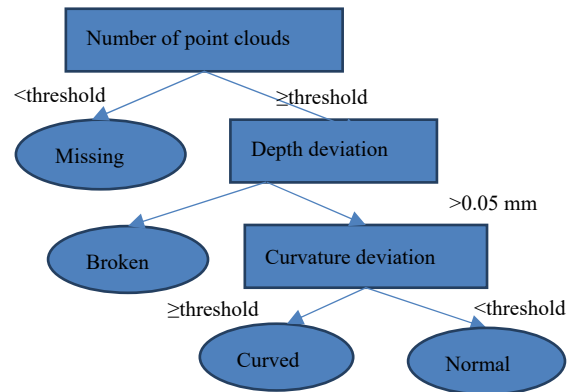 Number of point clouds
<threshold
≥threshold
Missing
Depth deviation
>0.05 mm
Broken
Curvature deviation
≥threshold
<threshold
Curved
Normal